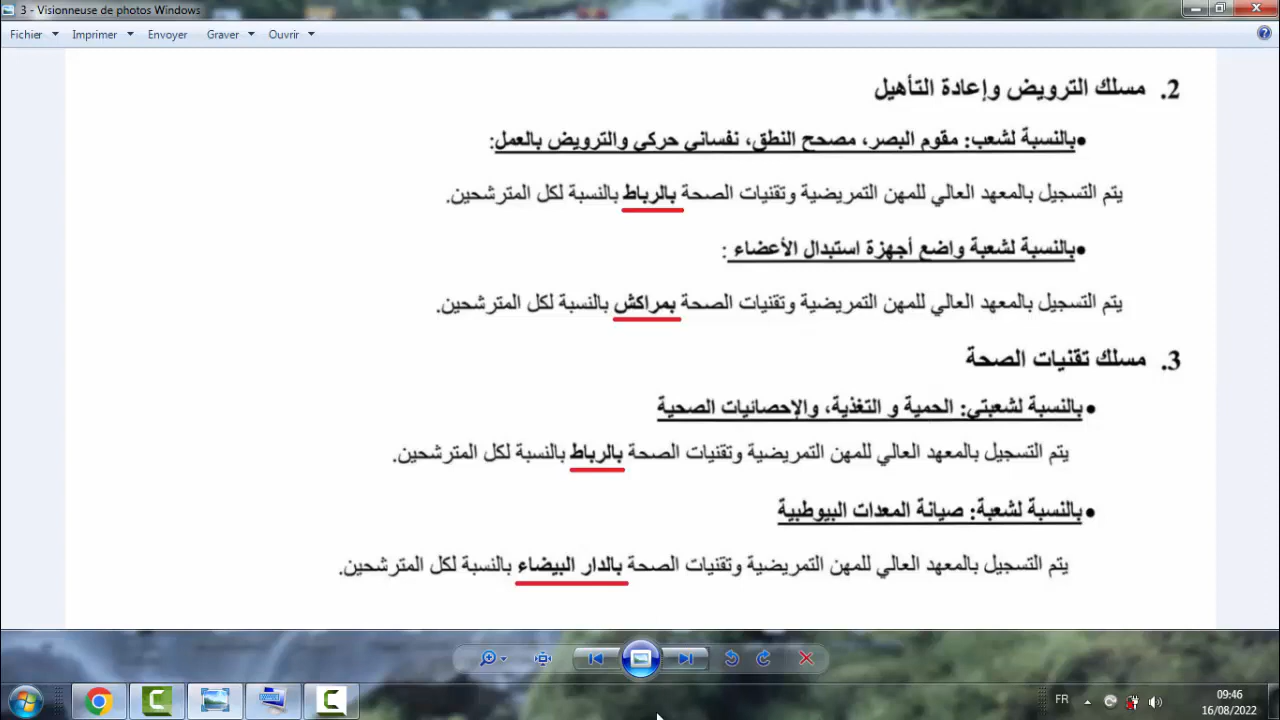 3 - Visionneuse de photos Windows
Fichier Imprimer Envoyer Graver Ouvrir
2. مسلك الترويض وإعادة التأهيل
•بالنسبة لشعب: مقوم البصر، مصحح النطق، نفساني حركي والترويض بالعمل:
يتم التسجيل بالمعهد العالي للمهن التمريضية وتقنيات الصحة بالرباط بالنسبة لكل المترشحين.
•بالنسبة لشعبة واضع أجهزة استبدال الأعضاء :
يتم التسجيل بالمعهد العالي للمهن التمريضية وتقنيات الصحة بمراكش بالنسبة لكل المترشحين.
3. مسلك تقنيات الصحة
•بالنسبة لشعبتي: الحمية و التغذية، والإحصائيات الصحية
يتم التسجيل بالمعهد العالي للمهن التمريضية وتقنيات الصحة بالرباط بالنسبة لكل المترشحين.
•بالنسبة لشعبة: صيانة المعدات البيوطبية
يتم التسجيل بالمعهد العالي للمهن التمريضية وتقنيات الصحة بالدار البيضاء بالنسبة لكل المترشحين.
FR
09:46
16/08/2022